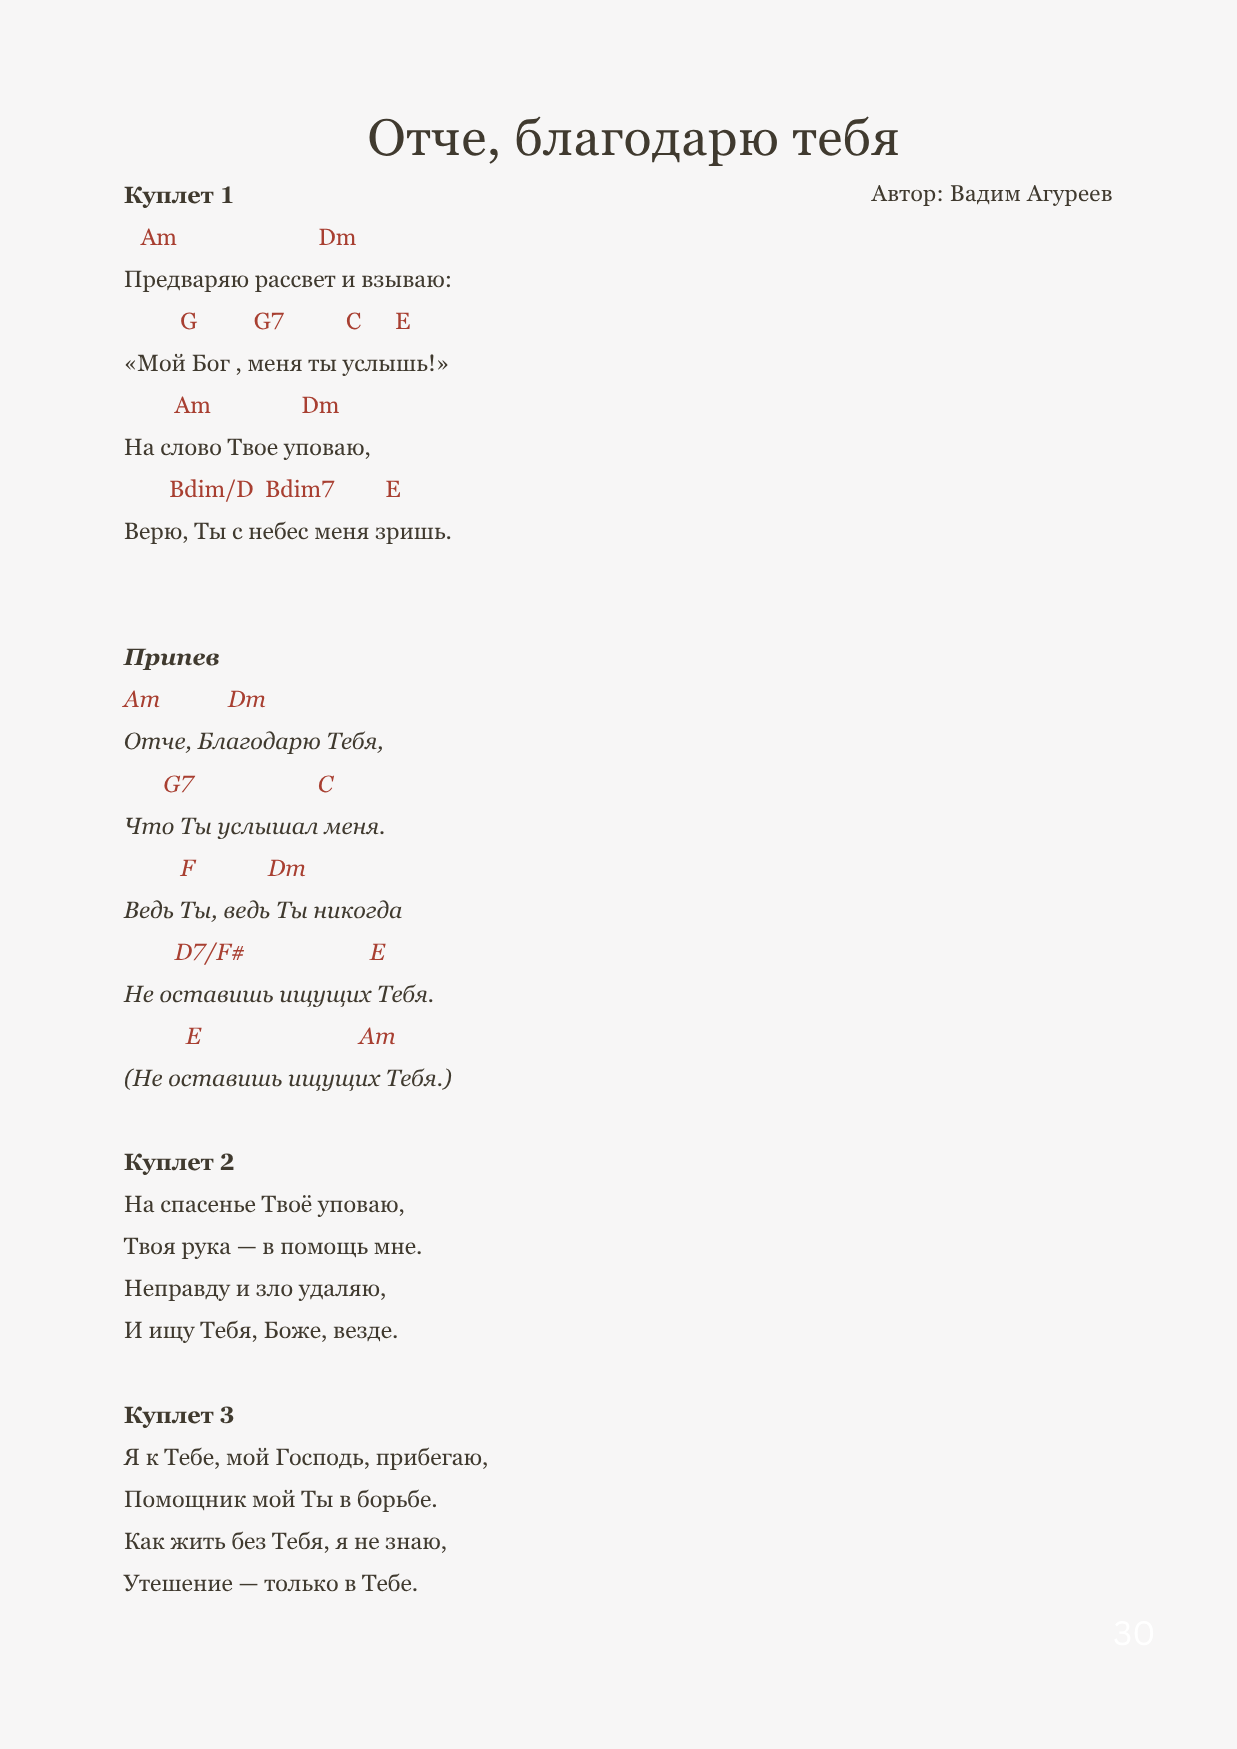 Отче, благодарю тебя
Автор: Вадим Агуреев
Куплет 1
Am Dm
Предваряю рассвет и взываю:
G G7 C E
«Мой Бог , меня ты услышь!»
Am Dm
На слово Твое уповаю,
Bdim/D Bdim7 E
Верю, Ты с небес меня зришь.
Припев
Am Dm
Отче, Благодарю Тебя,
G7 C
Что Ты услышал меня.
F Dm
Ведь Ты, ведь Ты никогда
D7/F# E
Не оставишь ищущих Тебя.
E Am
(Не оставишь ищущих Тебя.)
Куплет 2
На спасенье Твоё уповаю,
Твоя рука — в помощь мне.
Неправду и зло удаляю,
И ищу Тебя, Боже, везде.
Куплет 3
Я к Тебе, мой Господь, прибегаю,
Помощник мой Ты в борьбе.
Как жить без Тебя, я не знаю,
Утешение — только в Тебе.
30